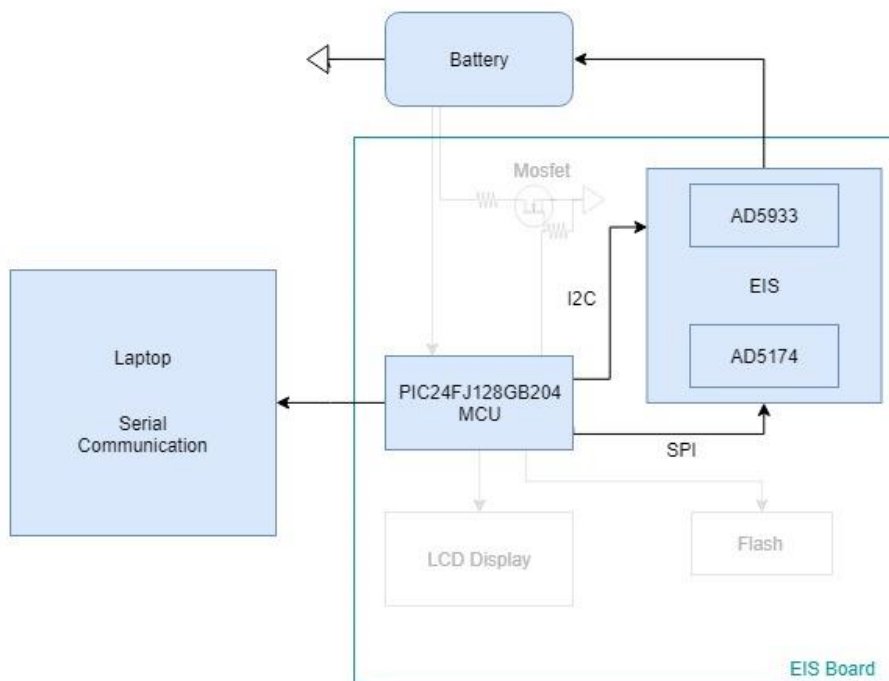 Battery
Mosfet
AD5933
EIS
AD5174
I2C
Laptop
Serial
Communication
PIC24FJ128GB204
MCU
SPI
LCD Display
Flash
EIS Board